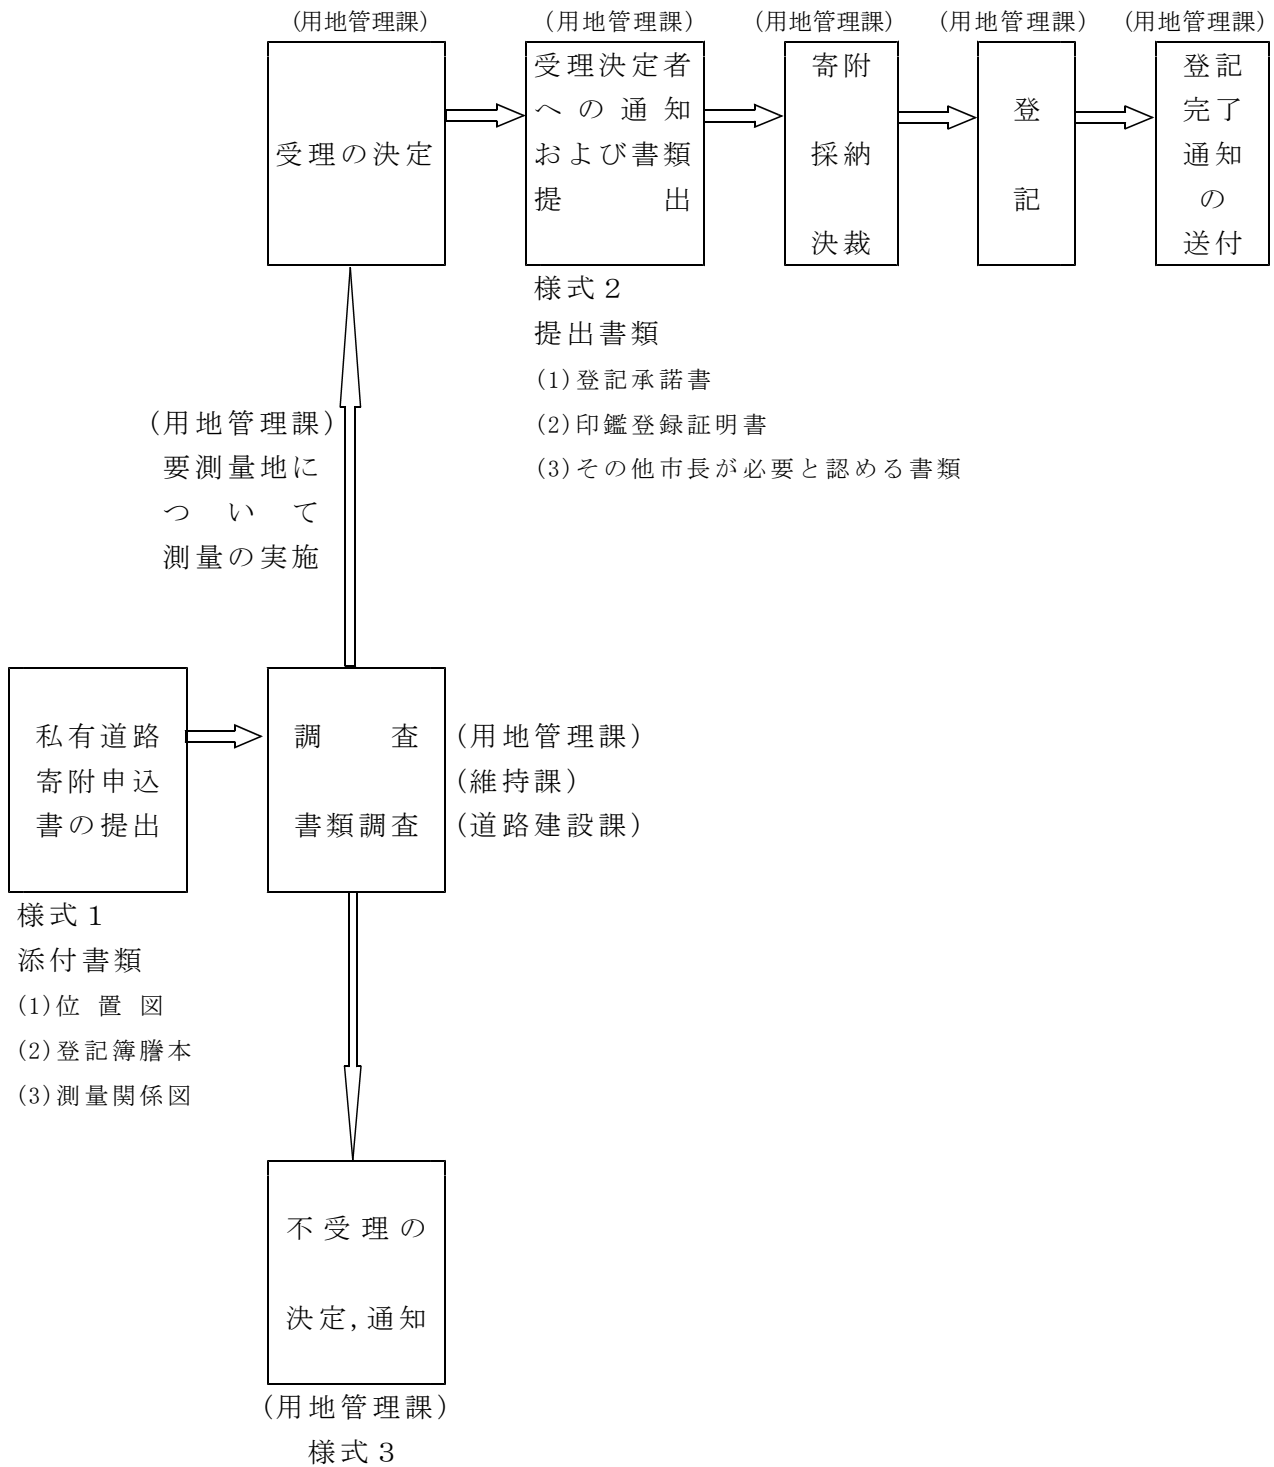 (用地管理課)
受理の決定
(用地管理課)
受理決定者
への通知
および書類
提出
様式2
提出書類
(1)登記承諾書
(2)印鑑登録証明書
(3)その他市長が必要と認める書類
(用地管理課)
寄附
採納
決裁
(用地管理課)
登
記
(用地管理課)
登記
完了
通知
の
送付
(用地管理課)
要測量地に
ついて
測量の実施
私有道路
寄附申込
書の提出
様式1
添付書類
(1)位置図
(2)登記簿謄本
(3)測量関係図
調査
書類調査
(用地管理課)
(維持課)
(道路建設課)
不受理の
決定,通知
(用地管理課)
様式3